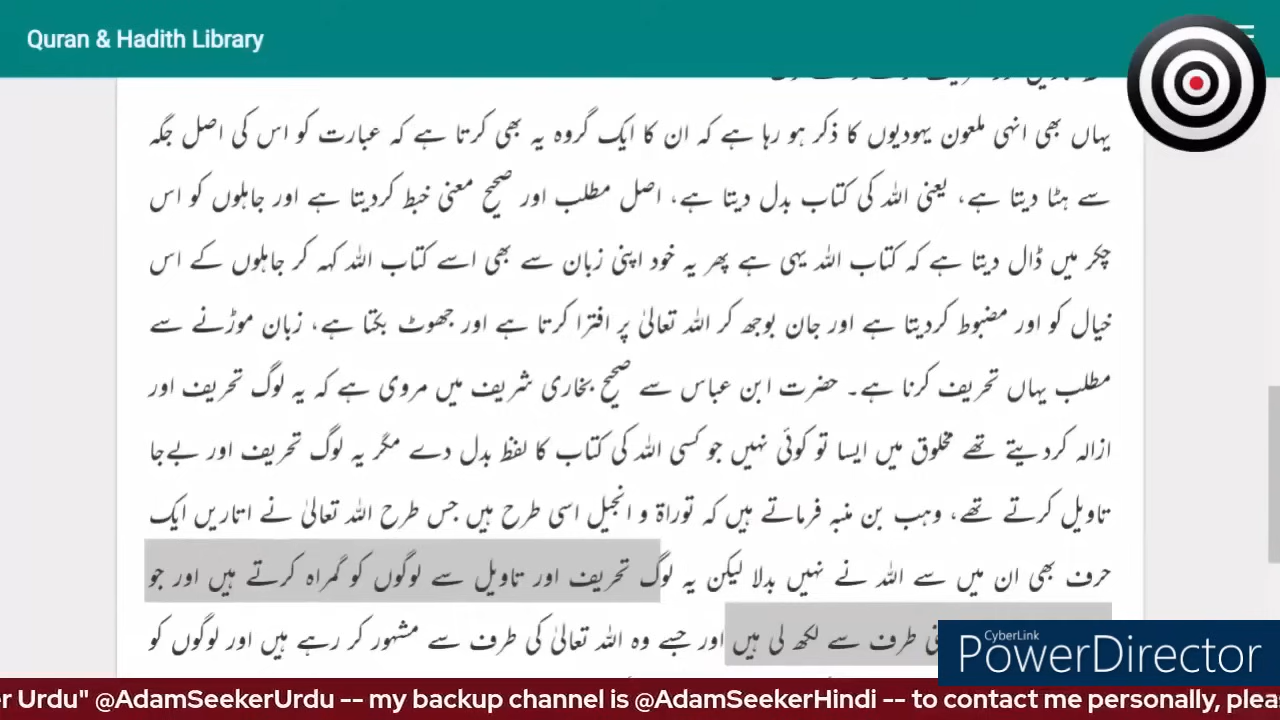 Quran & Hadith Library
یہاں بھی انہی ملعون یہودیوں کا ذکر ہو رہا ہے کہ ان کا ایک گروہ یہ بھی کرتا ہے کہ عبارت کو اس کی اصل جگہ
سے ہٹا دیتا ہے، یعنی اللہ کی کتاب بدل دیتا ہے، اصل مطلب اور صحیح معنی خبط کردیتا ہے اور جاہلوں کو اس
چکر میں ڈال دیتا ہے کہ کتاب اللہ یہی ہے پھر یہ خود اپنی زبان سے بھی اسے کتاب اللہ کہہ کر جاہلوں کے اس
خیال کو اور مضبوط کردیتا ہے اور جان بوجھ کر اللہ تعالیٰ پر افترا کرتا ہے اور جھوٹ بکتا ہے، زبان موڑنے سے
مطلب یہاں تحریف کرنا ہے۔ حضرت ابن عباس سے صحیح بخاری شریف میں مروی ہے کہ یہ لوگ تحریف اور
ازالہ کردیتے تھے مخلوق میں ایسا تو کوئی نہیں جو کسی اللہ کی کتاب کا لفظ بدل دے مگر یہ لوگ تحریف اور بےجا
تاویل کرتے تھے، وہب بن منبہ فرماتے ہیں کہ توراۃ و انجیل اسی طرح ہیں جس طرح اللہ تعالیٰ نے اتاریں ایک
حرف بھی ان میں سے اللہ نے نہیں بدلا لیکن یہ لوگ تحریف اور تاویل سے لوگوں کو گمراہ کرتے ہیں اور جو
طرف سے لکھ لی ہیں اور جسے وہ اللہ تعالیٰ کی طرف سے مشہور کر رہے ہیں اور لوگوں کو
CyberLink
PowerDirector
er Urdu" @AdamSeekerUrdu -- my backup channel is @AdamSeekerHindi -- to contact me personally, plea